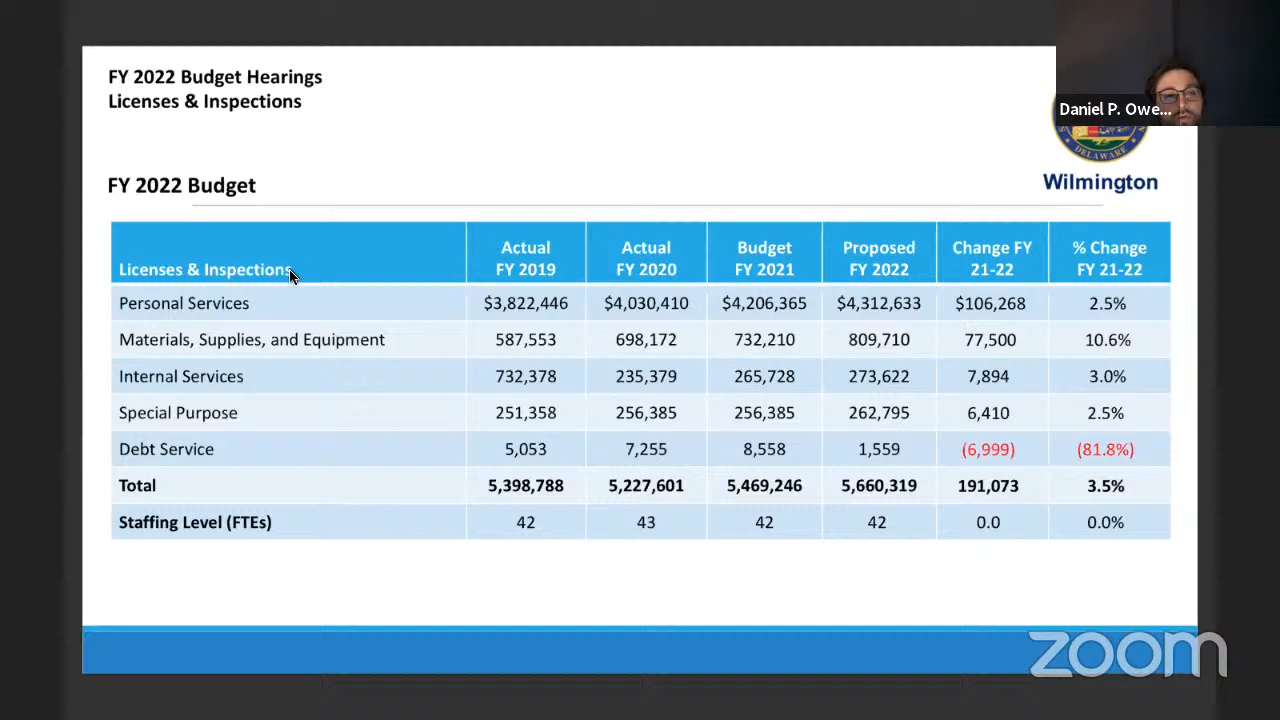 FY 2022 Budget Hearings
Licenses & Inspections
Daniel P. Owe...
DELAWARE
Wilmington
FY 2022 Budget
Licenses & Inspections Actual FY 2019 Actual FY 2020 Budget FY 2021 Proposed FY 2022 Change FY 21-22 % Change FY 21-22
Personal Services $3,822,446 $4,030,410 $4,206,365 $4,312,633 $106,268 2.5%
Materials, Supplies, and Equipment 587,553 698,172 732,210 809,710 77,500 10.6%
Internal Services 732,378 235,379 265,728 273,622 7,894 3.0%
Special Purpose 251,358 256,385 256,385 262,795 6,410 2.5%
Debt Service 5,053 7,255 8,558 1,559 (6,999) (81.8%)
Total 5,398,788 5,227,601 5,469,246 5,660,319 191,073 3.5%
Staffing Level (FTEs) 42 43 42 42 0.0 0.0%
zoom